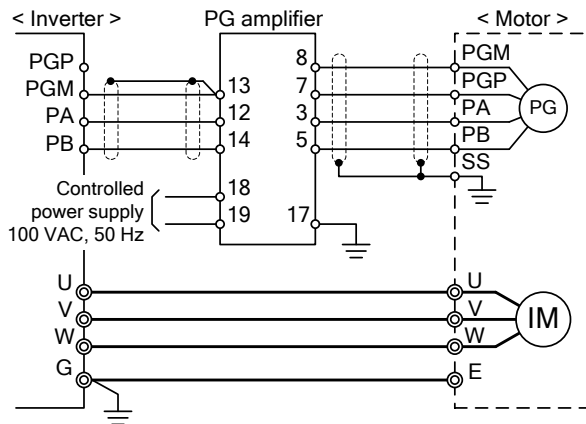 < Inverter >
PG amplifier
< Motor >
PGP
PGM
PA
PB
13
12
14
18
19
8
7
3
5
17
PGM
PGP
PA
PB
SS
PG
Controlled
power supply
100 VAC, 50 Hz
U
V
W
G
U
V
W
E
IM